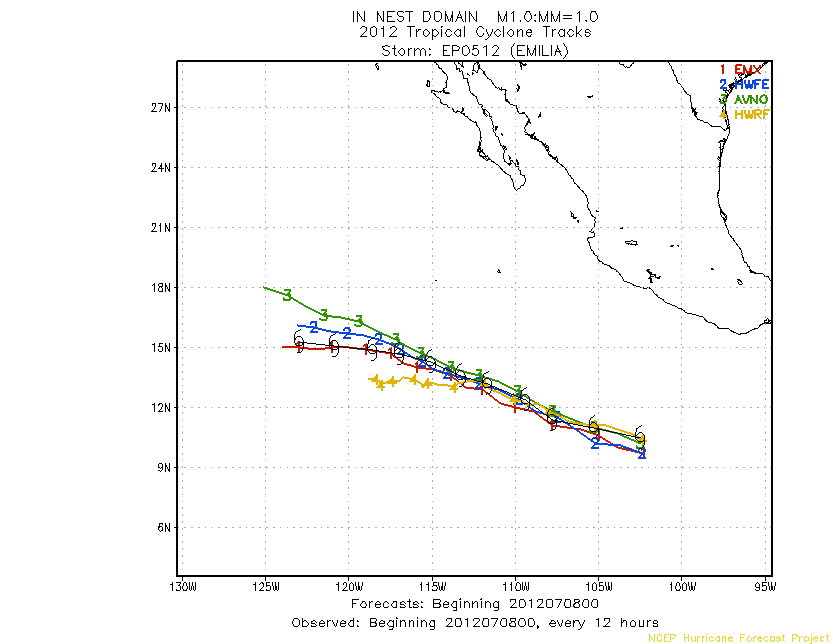 IN NEST DOMAIN M1.0:MM=1.0
2012 Tropical Cyclone Tracks
Storm: EP0512 (EMILIA)
1 EMX
2 HWFE
3 AVNO
4 HWRF
27N
24N
21N
18N
15N
12N
9N
6N
130W 125W 120W 115W 110W 105W 100W 95W
Forecasts: Beginning 2012070800
Observed: Beginning 2012070800, every 12 hours
NCEP Hurricane Forecast Project